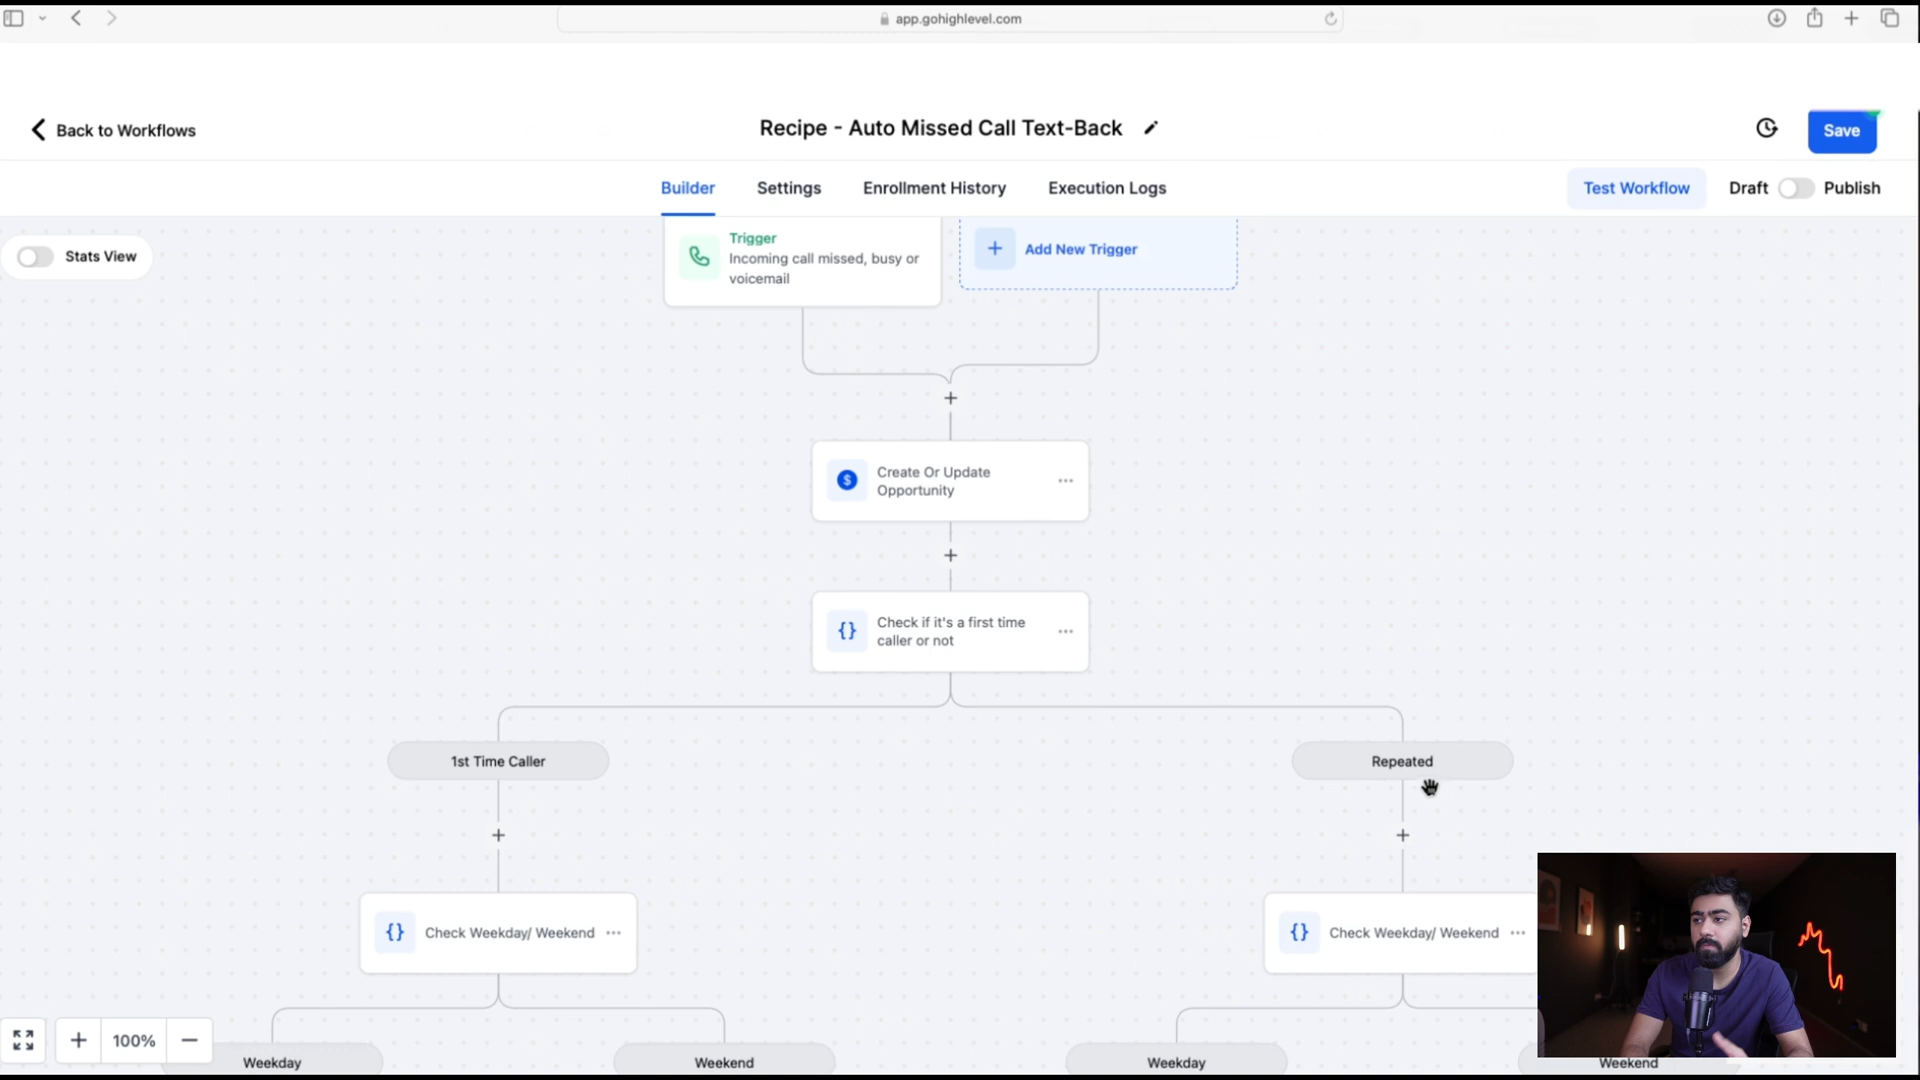 app.gohighlevel.com
Back to Workflows
Recipe - Auto Missed Call Text-Back
Save
Builder
Settings
Enrollment History
Execution Logs
Test Workflow
Draft
Publish
Stats View
Trigger
Incoming call missed, busy or
voicemail
Add New Trigger
$
Create Or Update
Opportunity
{}
Check if it's a first time
caller or not
1st Time Caller
Repeated
{}
Check Weekday/ Weekend
{}
Check Weekday/ Weekend
100%
Weekday
Weekend
Weekday
Weekend